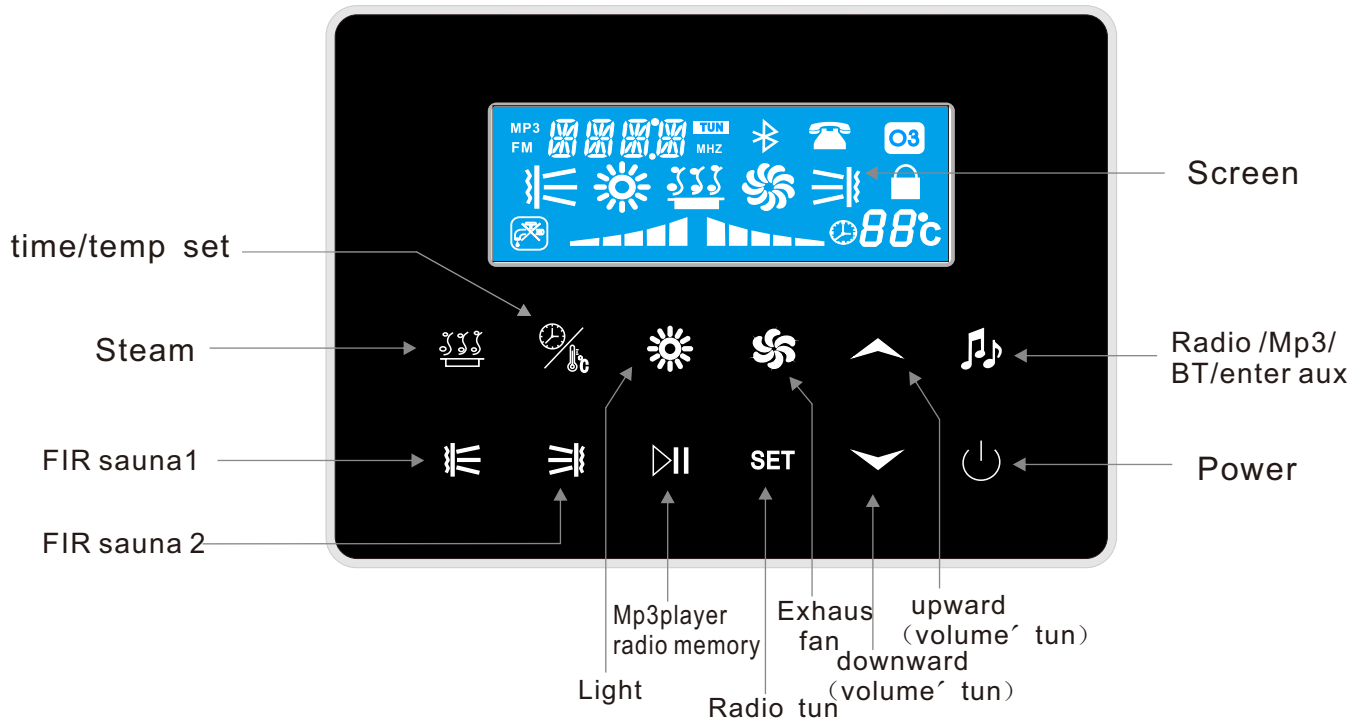 MP3
TUN
FM
MHZ
O3
88°c
Screen
time/temp set
Steam
°c
Radio /Mp3/
BT/enter aux
FIR sauna1
SET
Power
FIR sauna 2
Mp3player
radio memory
Exhaus
fan
upward
（volume´ tun）
downward
（volume´ tun）
Light
Radio tun